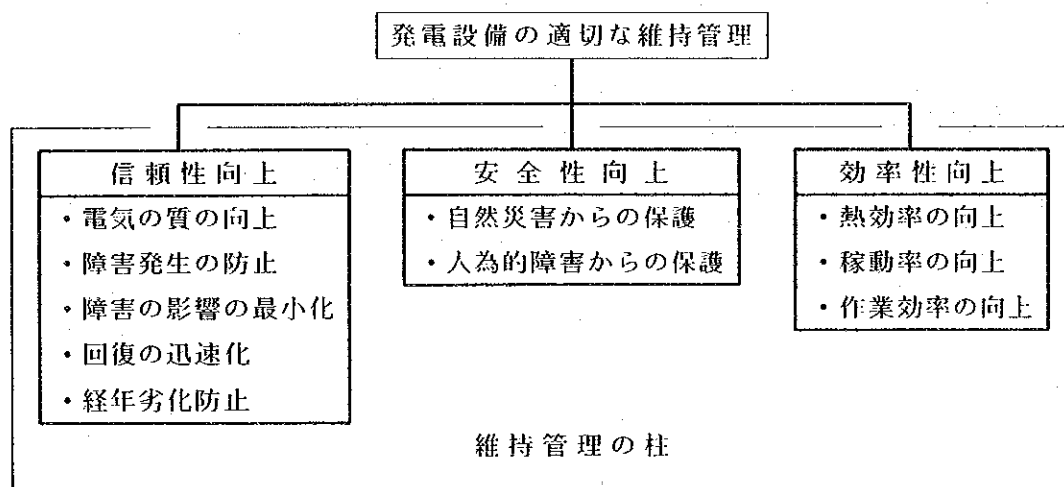 発電設備の適切な維持管理
信頼性向上
・電気の質の向上
・障害発生の防止
・障害の影響の最小化
・回復の迅速化
・経年劣化防止
安全性向上
・自然災害からの保護
・人為的障害からの保護
効率性向上
・熱効率の向上
・稼動率の向上
・作業効率の向上
維持管理の柱